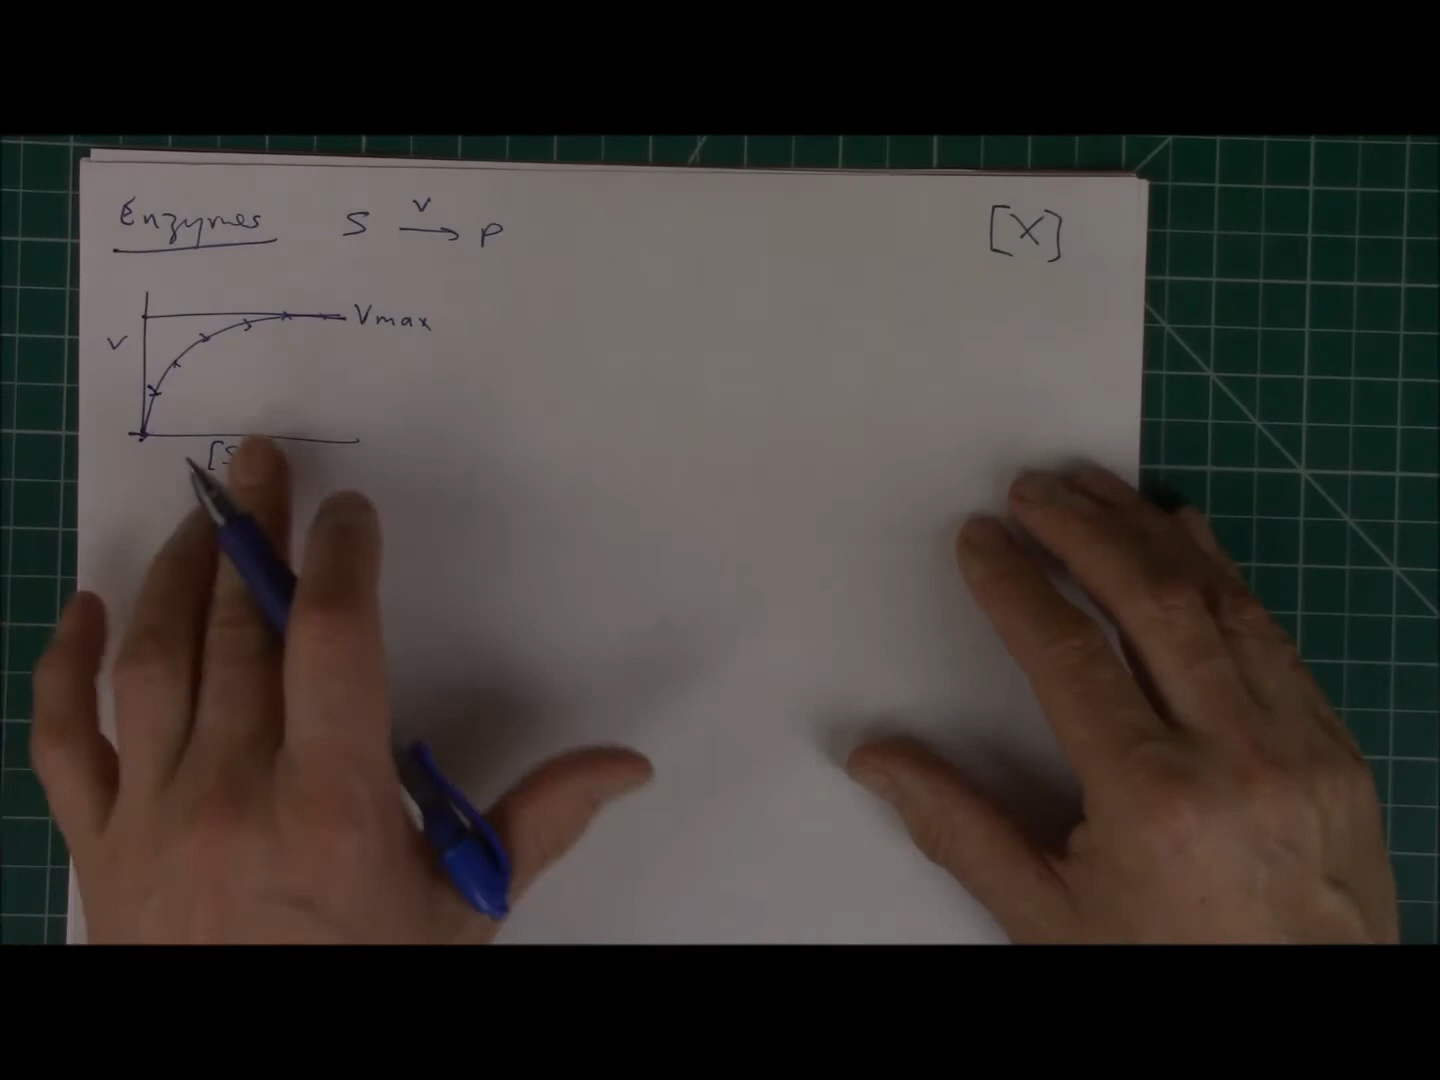 Enzymes S V → P [X]
Vmax
V
[S